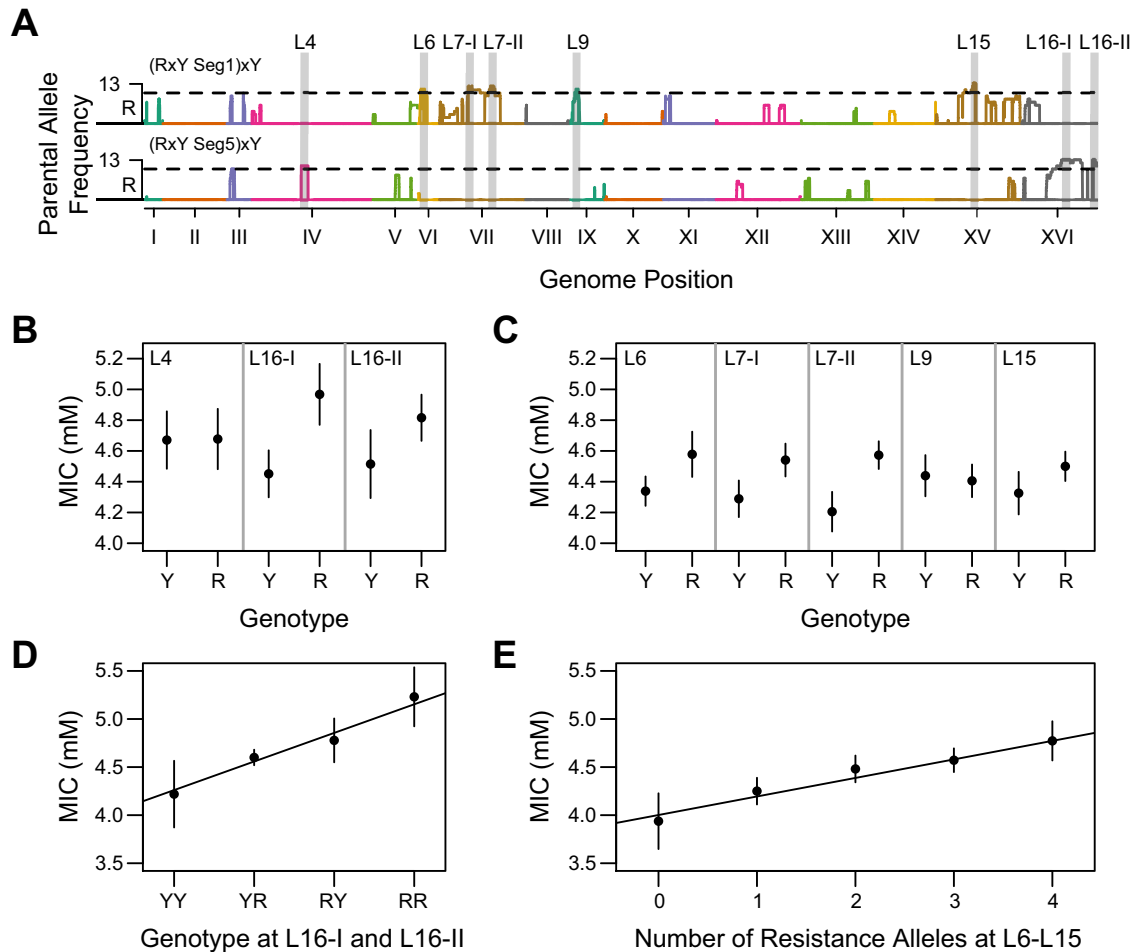 A
L4 L6 L7-I L7-II L9 L15 L16-I L16-II
(RxY Seg1)xY
13
R
(RxY Seg5)xY
13
R
Parental Allele
Frequency
I II III IV V VI VII VIII IX X XI XII XIII XIV XV XVI
Genome Position
B
L4 L16-I L16-II
5.2
5.0
4.8
4.6
4.4
4.2
4.0
MIC (mM)
Y R Y R Y R
Genotype
C
L6 L7-I L7-II L9 L15
5.2
5.0
4.8
4.6
4.4
4.2
4.0
MIC (mM)
Y R Y R Y R Y R Y R
Genotype
D
5.5
5.0
4.5
4.0
3.5
MIC (mM)
YY YR RY RR
Genotype at L16-I and L16-II
E
5.5
5.0
4.5
4.0
3.5
MIC (mM)
0 1 2 3 4
Number of Resistance Alleles at L6-L15